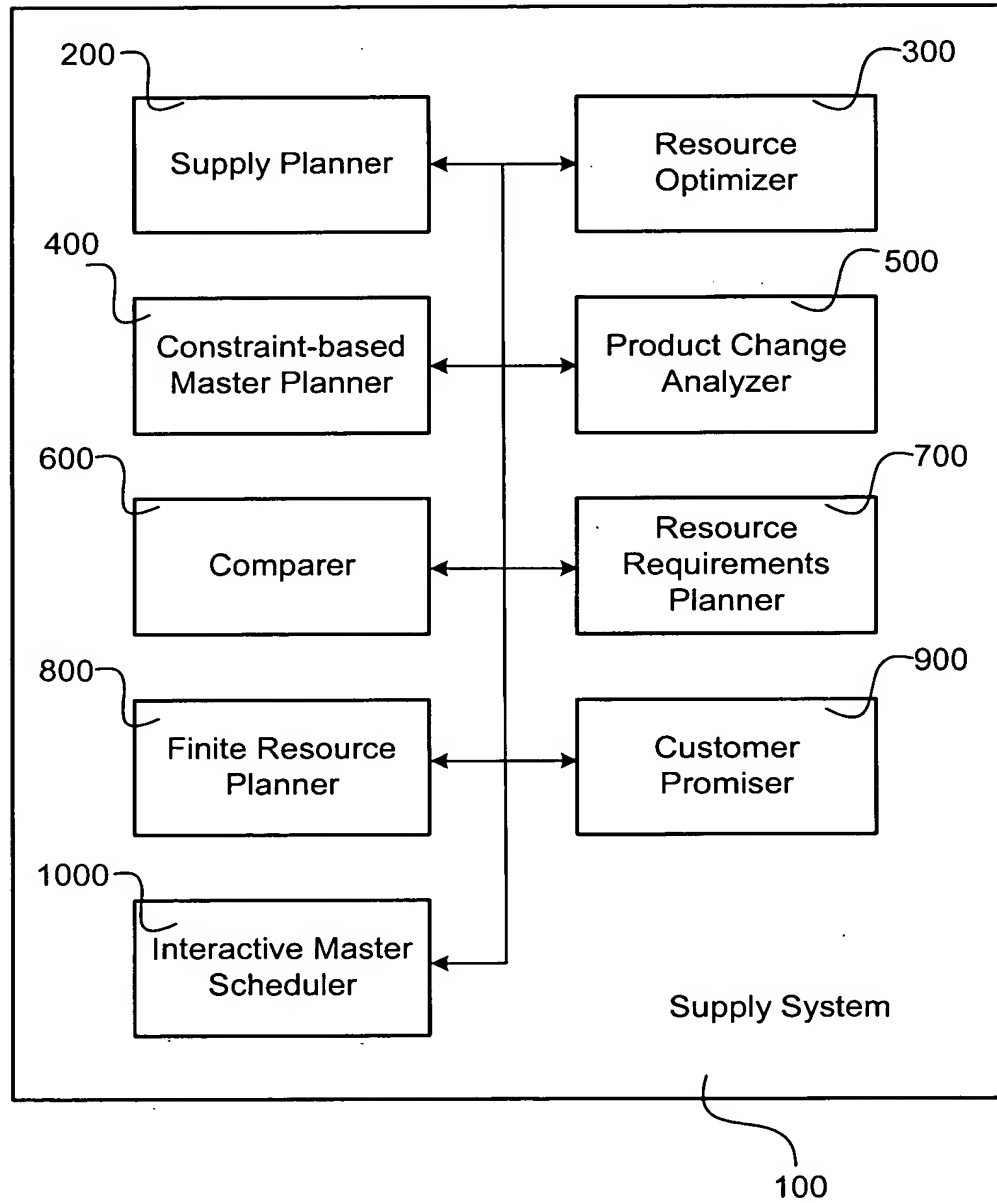 200
300
Supply Planner
Resource
Optimizer
400
500
Constraint-based
Master Planner
Product Change
Analyzer
600
700
Comparer
Resource
Requirements
Planner
800
900
Finite Resource
Planner
Customer
Promiser
1000
Interactive Master
Scheduler
Supply System
100